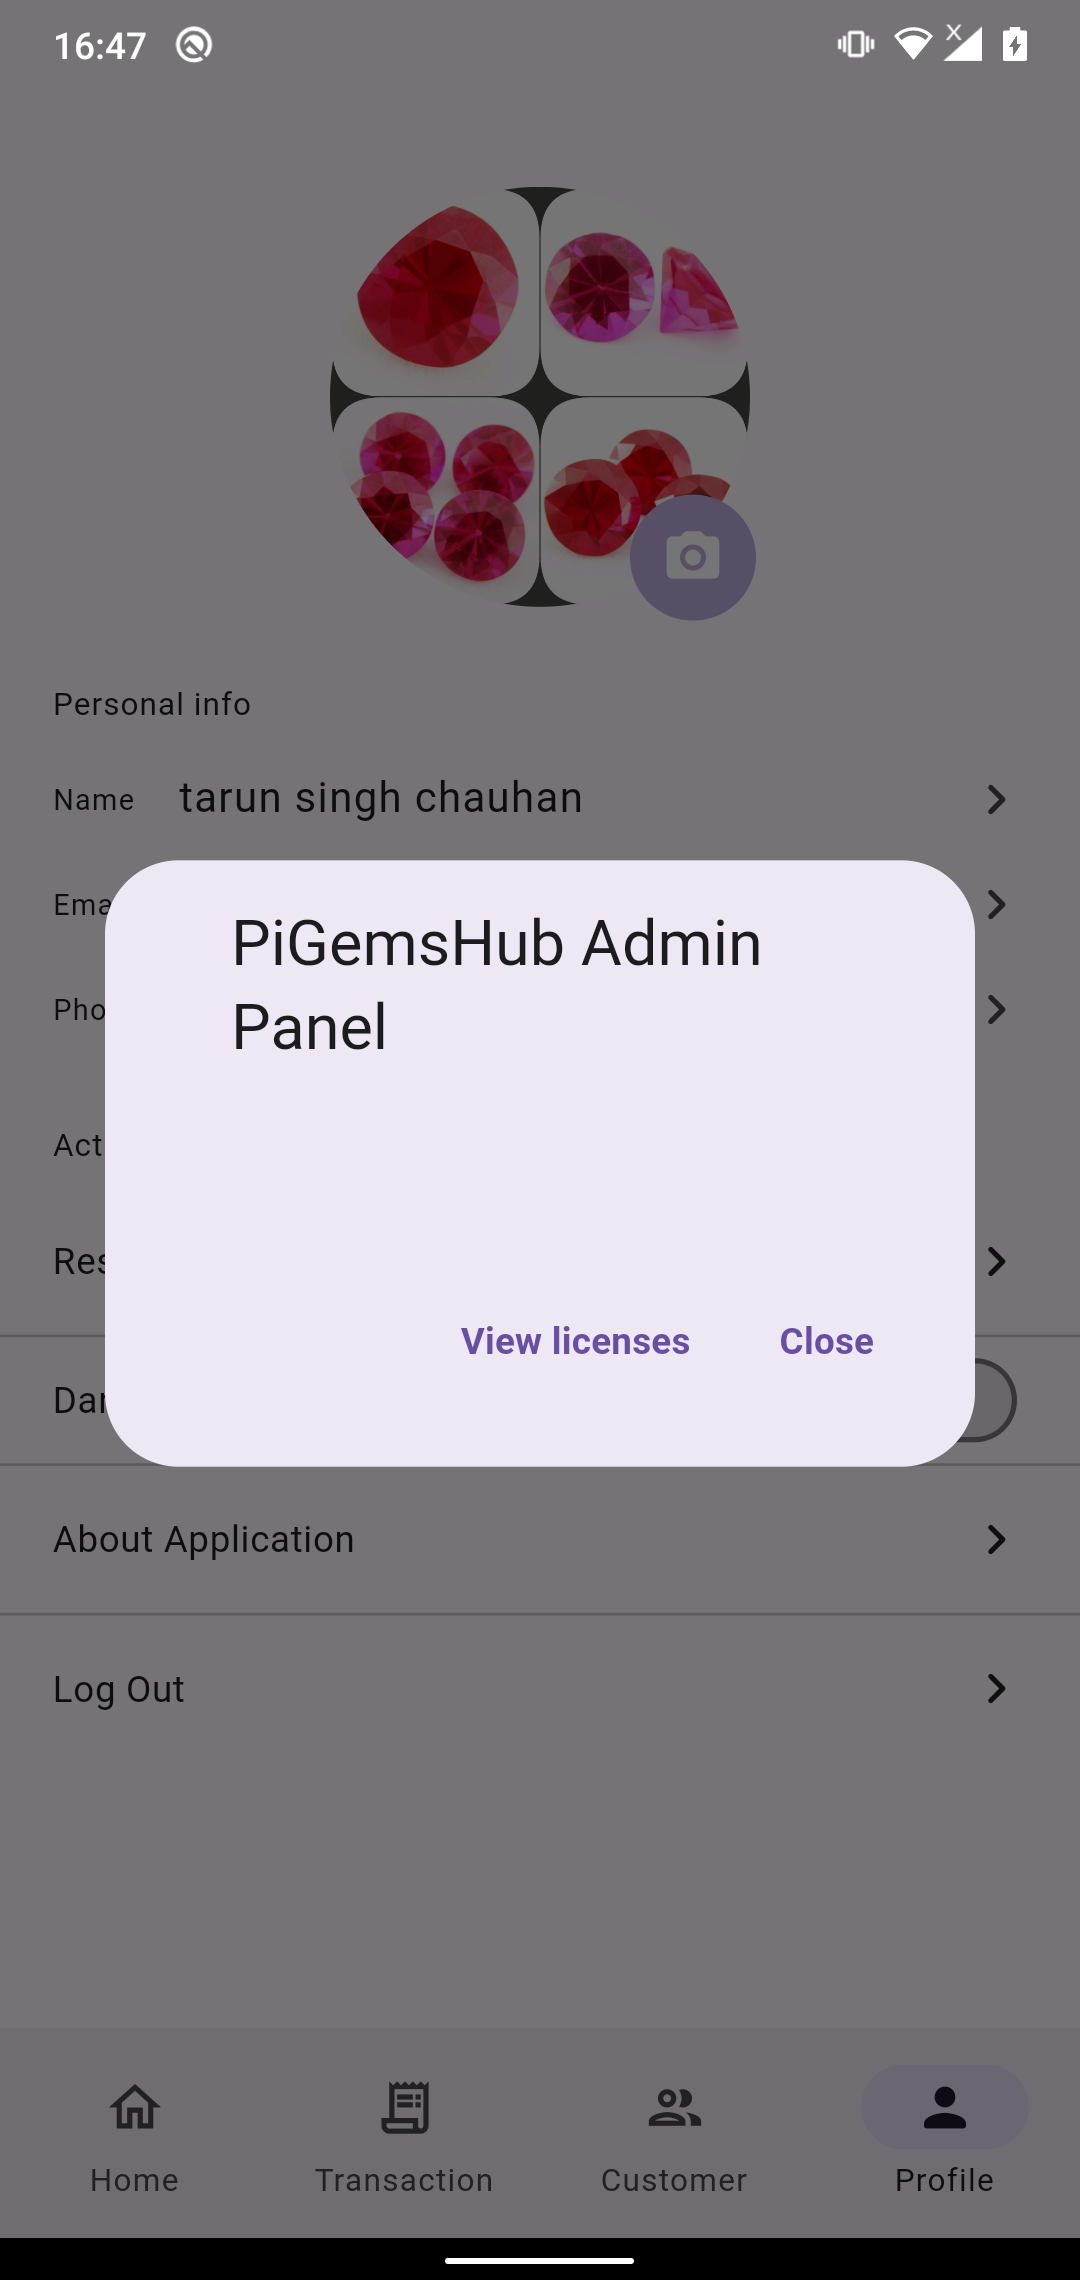 16:47
Personal info
Name tarun singh chauhan
Ema
Pho
PiGemsHub Admin
Panel
Act
Res
View licenses Close
Dar
About Application
Log Out
Home Transaction Customer Profile